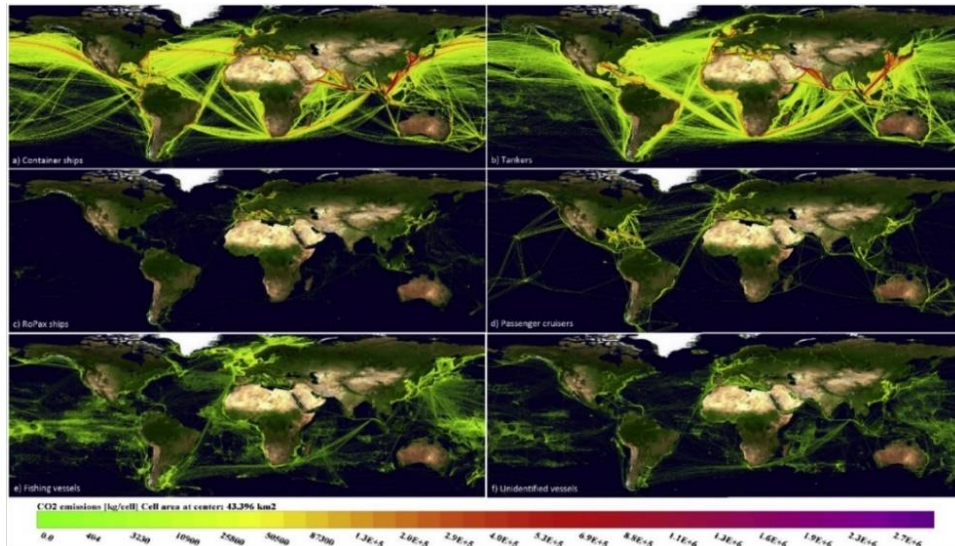 a) Container ships
b) Tankers
c) RoPax ships
d) Passenger cruisers
e) Fishing vessels
f) Unidentified vessels
CO2 emissions [kg/cell] Cell area at center: 43.396 km2
0.0 404 3230 10900 25800 50500 87300 1.3E+5 2.0E+5 2.9E+5 4.0E+5 5.3E+5 6.9E+5 8.8E+5 1.1E+6 1.3E+6 1.6E+6 1.9E+6 2.3E+6 2.7E+6